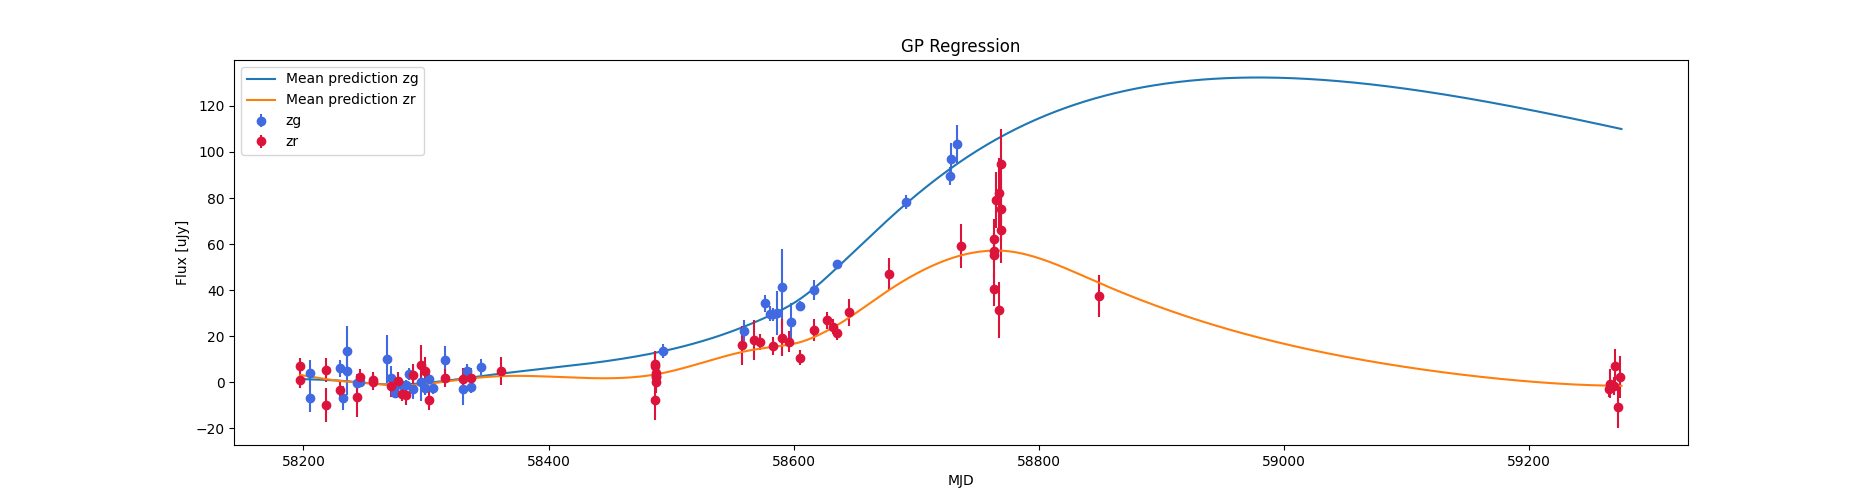 GP Regression
Mean prediction zg
Mean prediction zr
zg
zr
Flux [uJy]
120
100
80
60
40
20
0
−20
58200 58400 58600 58800 59000 59200
MJD